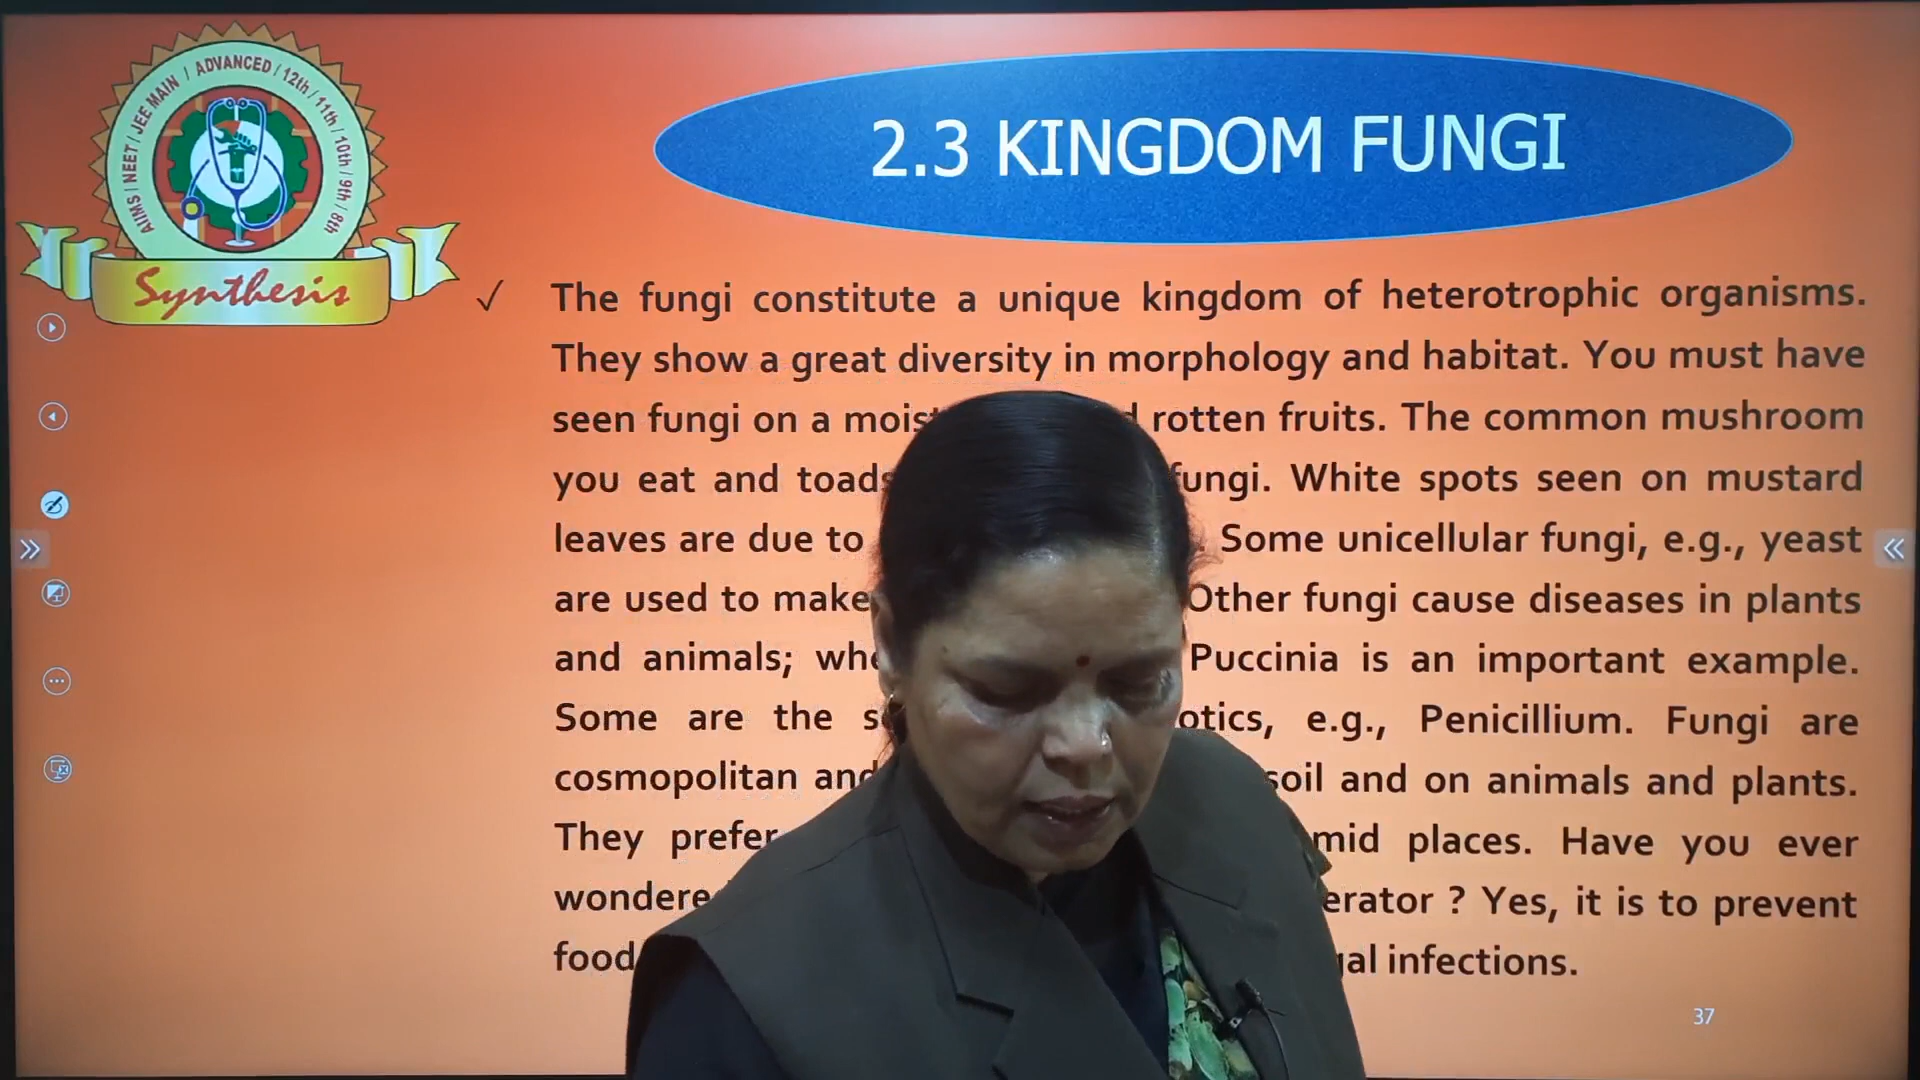 AIIMS / NEET / JEE MAIN / ADVANCED / 12th / 11th / 10th / 9th / 8th
Synthesis
2.3 KINGDOM FUNGI
✓ The fungi constitute a unique kingdom of heterotrophic organisms.
They show a great diversity in morphology and habitat. You must have
seen fungi on a rotten fruits. The common mushroom
you eat and fungi. White spots seen on mustard
leaves are due to Some unicellular fungi, e.g., yeast
are used to make Other fungi cause diseases in plants
and animals; Puccinia is an important example.
Some are the e.g., Penicillium. Fungi are
cosmopolitan and soil and on animals and plants.
They prefer places. Have you ever
? Yes, it is to prevent
food infections.
37